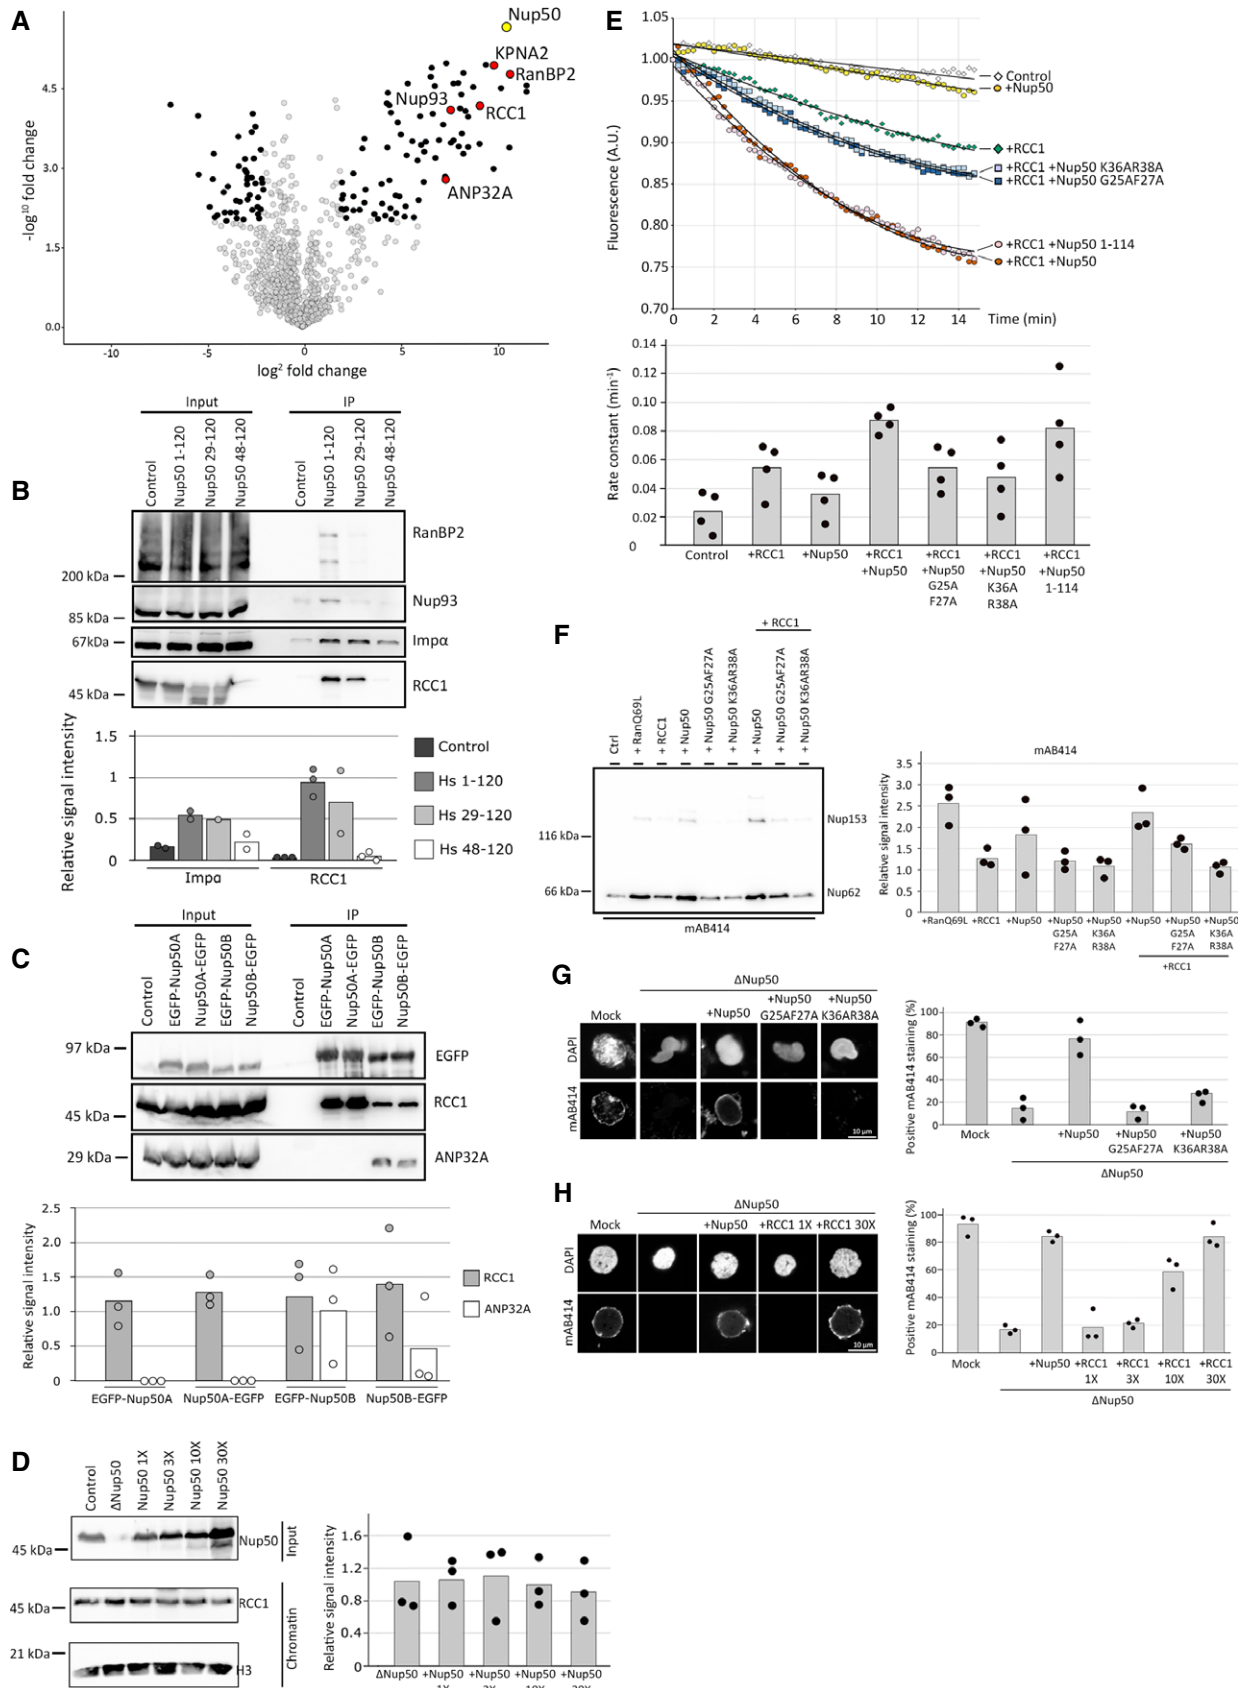 A
Nup50
KPNA2
RanBP2
Nup93
RCC1
ANP32A
4.5
3.0
1.5
0.0
-log¹⁰ fold change
-10
-5
0
5
10
log² fold change
B
Input
IP
Control
Nup50 1-120
Nup50 29-120
Nup50 48-120
Control
Nup50 1-120
Nup50 29-120
Nup50 48-120
RanBP2
200 kDa
Nup93
85 kDa
67kDa
Impα
RCC1
45 kDa
Relative signal intensity
1.5
1
0.5
0
Impα
RCC1
Control
Hs 1-120
Hs 29-120
Hs 48-120
C
Input
IP
Control
EGFP-Nup50A
Nup50A-EGFP
EGFP-Nup50B
Nup50B-EGFP
Control
EGFP-Nup50A
Nup50A-EGFP
EGFP-Nup50B
Nup50B-EGFP
97 kDa
EGFP
RCC1
45 kDa
29 kDa
ANP32A
Relative signal intensity
2.5
2.0
1.5
1.0
0.5
0
RCC1
ANP32A
EGFP-Nup50A
Nup50A-EGFP
EGFP-Nup50B
Nup50B-EGFP
D
Control
ΔNup50
Nup50 1X
Nup50 3X
Nup50 10X
Nup50 30X
Nup50
45 kDa
Input
RCC1
45 kDa
21 kDa
H3
Chromatin
Relative signal intensity
1.6
1.2
0.8
0.4
0
ΔNup50 +Nup50 +Nup50 +Nup50 +Nup50
E
Fluorescence (A.U.)
1.05
1.00
0.95
0.90
0.85
0.80
0.75
0.70
0 2 4 6 8 10 12 14 Time (min)
Control
+Nup50
+RCC1
+RCC1 +Nup50 K36AR38A
+RCC1 +Nup50 G25AF27A
+RCC1 +Nup50 1-114
+RCC1 +Nup50
Rate constant (min⁻¹)
0.14
0.12
0.10
0.08
0.06
0.04
0.02
0
Control
+RCC1
+Nup50
+RCC1 +Nup50
+RCC1 +Nup50 G25A F27A
+RCC1 +Nup50 K36A R38A
+RCC1 +Nup50 1-114
F
+ RCC1
Ctrl
+ RanQ69L
+ RCC1
+ Nup50
+ Nup50 G25AF27A
+ Nup50 K36AR38A
+ Nup50
+ Nup50 G25AF27A
+ Nup50 K36AR38A
Nup153
116 kDa
66 kDa
Nup62
mAB414
mAB414
Relative signal intensity
3.5
3.0
2.5
2.0
1.5
1.0
0.5
0
+RanQ69L
+RCC1
+Nup50
+Nup50 G25A F27A
+Nup50 K36A R38A
+Nup50
+Nup50 G25A F27A
+Nup50 K36A R38A
+RCC1
G
ΔNup50
Mock
+Nup50
+Nup50 G25AF27A
+Nup50 K36AR38A
DAPI
mAB414
10 µm
Positive mAB414 staining (%)
100
80
60
40
20
0
Mock
+Nup50
+Nup50 G25AF27A
+Nup50 K36AR38A
ΔNup50
H
ΔNup50
Mock
+Nup50
+RCC1 1X
+RCC1 30X
DAPI
mAB414
10 µm
Positive mAB414 staining (%)
100
80
60
40
20
0
Mock
+Nup50
+RCC1 1X
+RCC1 3X
+RCC1 10X
+RCC1 30X
ΔNup50